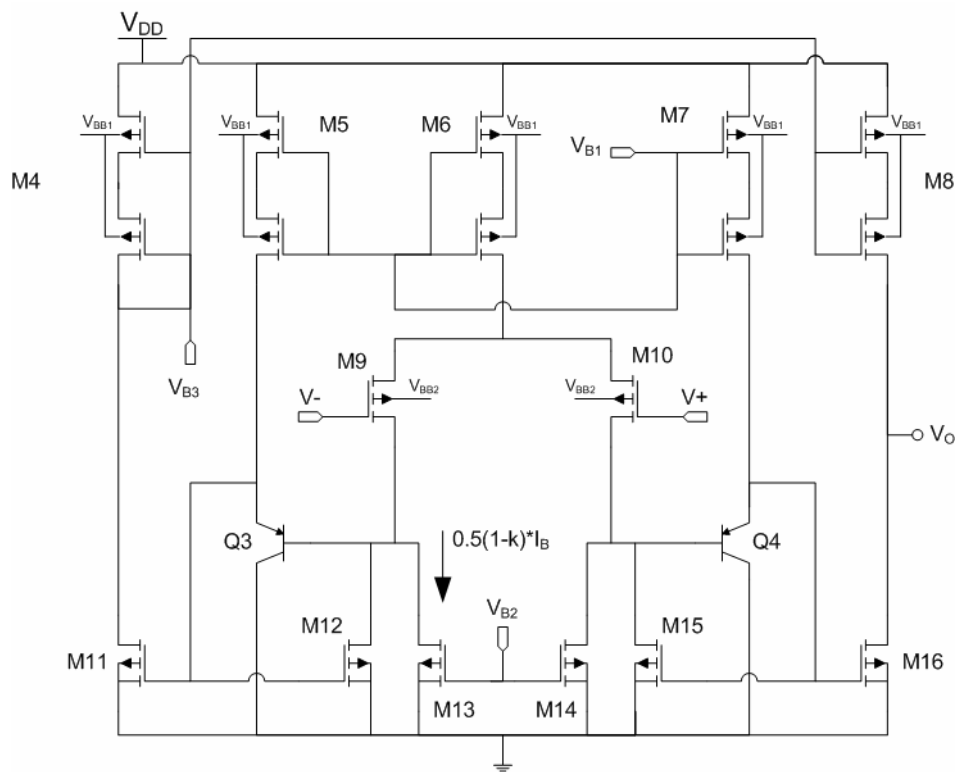 VDD
VBB1
VBB1
M5
M6
VBB1
M7
VBB1
VBB1
VB1
M4
M8
M9
M10
VB3
V-
VBB2
VBB2
V+
VO
Q3
0.5(1-k)*IB
Q4
VB2
M12
M15
M11
M16
M13
M14